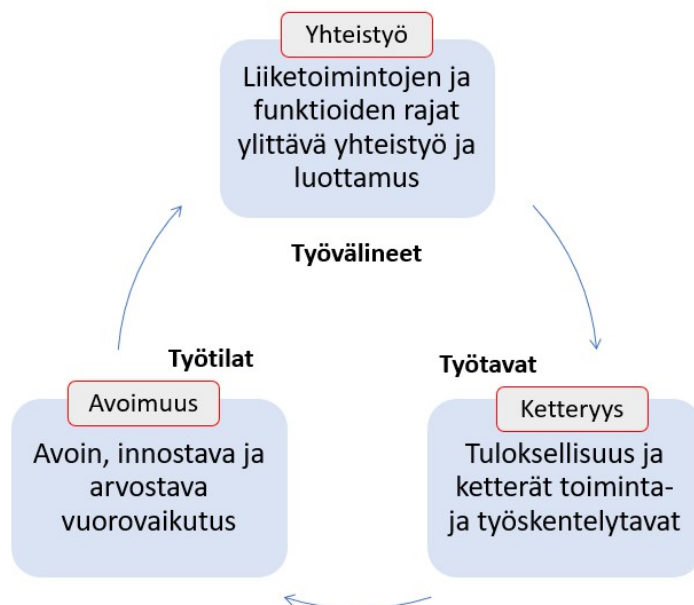 Yhteistyö
Liiketoimintojen ja
funktioiden rajat
ylittävä yhteistyö ja
luottamus
Työvälineet
Työtilat
Työtavat
Avoimuus
Avoin, innostava ja
arvostava
vuorovaikutus
Ketteryys
Tuloksellisuus ja
ketterät toiminta-
ja työskentelytavat